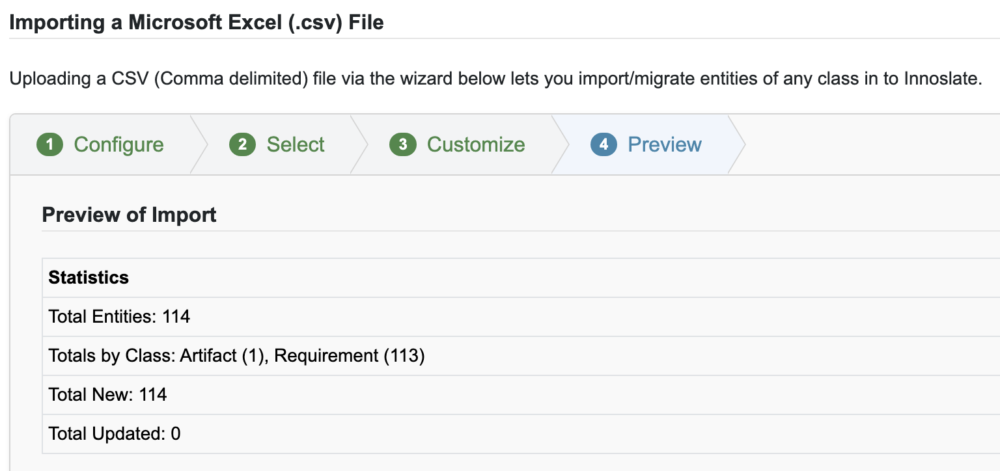 Importing a Microsoft Excel (.csv) File
Uploading a CSV (Comma delimited) file via the wizard below lets you import/migrate entities of any class in to Innoslate.
1 Configure 2 Select 3 Customize 4 Preview
Preview of Import
Statistics
Total Entities: 114
Totals by Class: Artifact (1), Requirement (113)
Total New: 114
Total Updated: 0